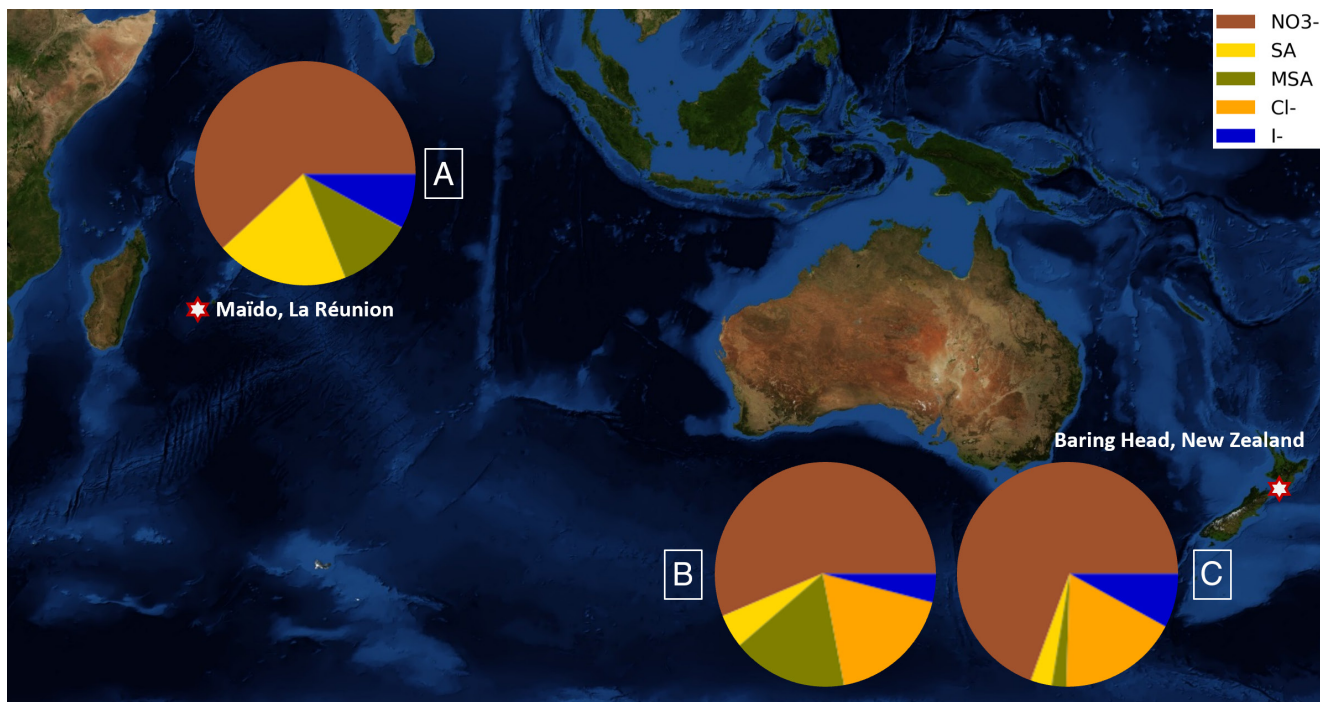 NO3-
SA
MSA
Cl-
I-
A
Maïdo, La Réunion
Baring Head, New Zealand
B
C